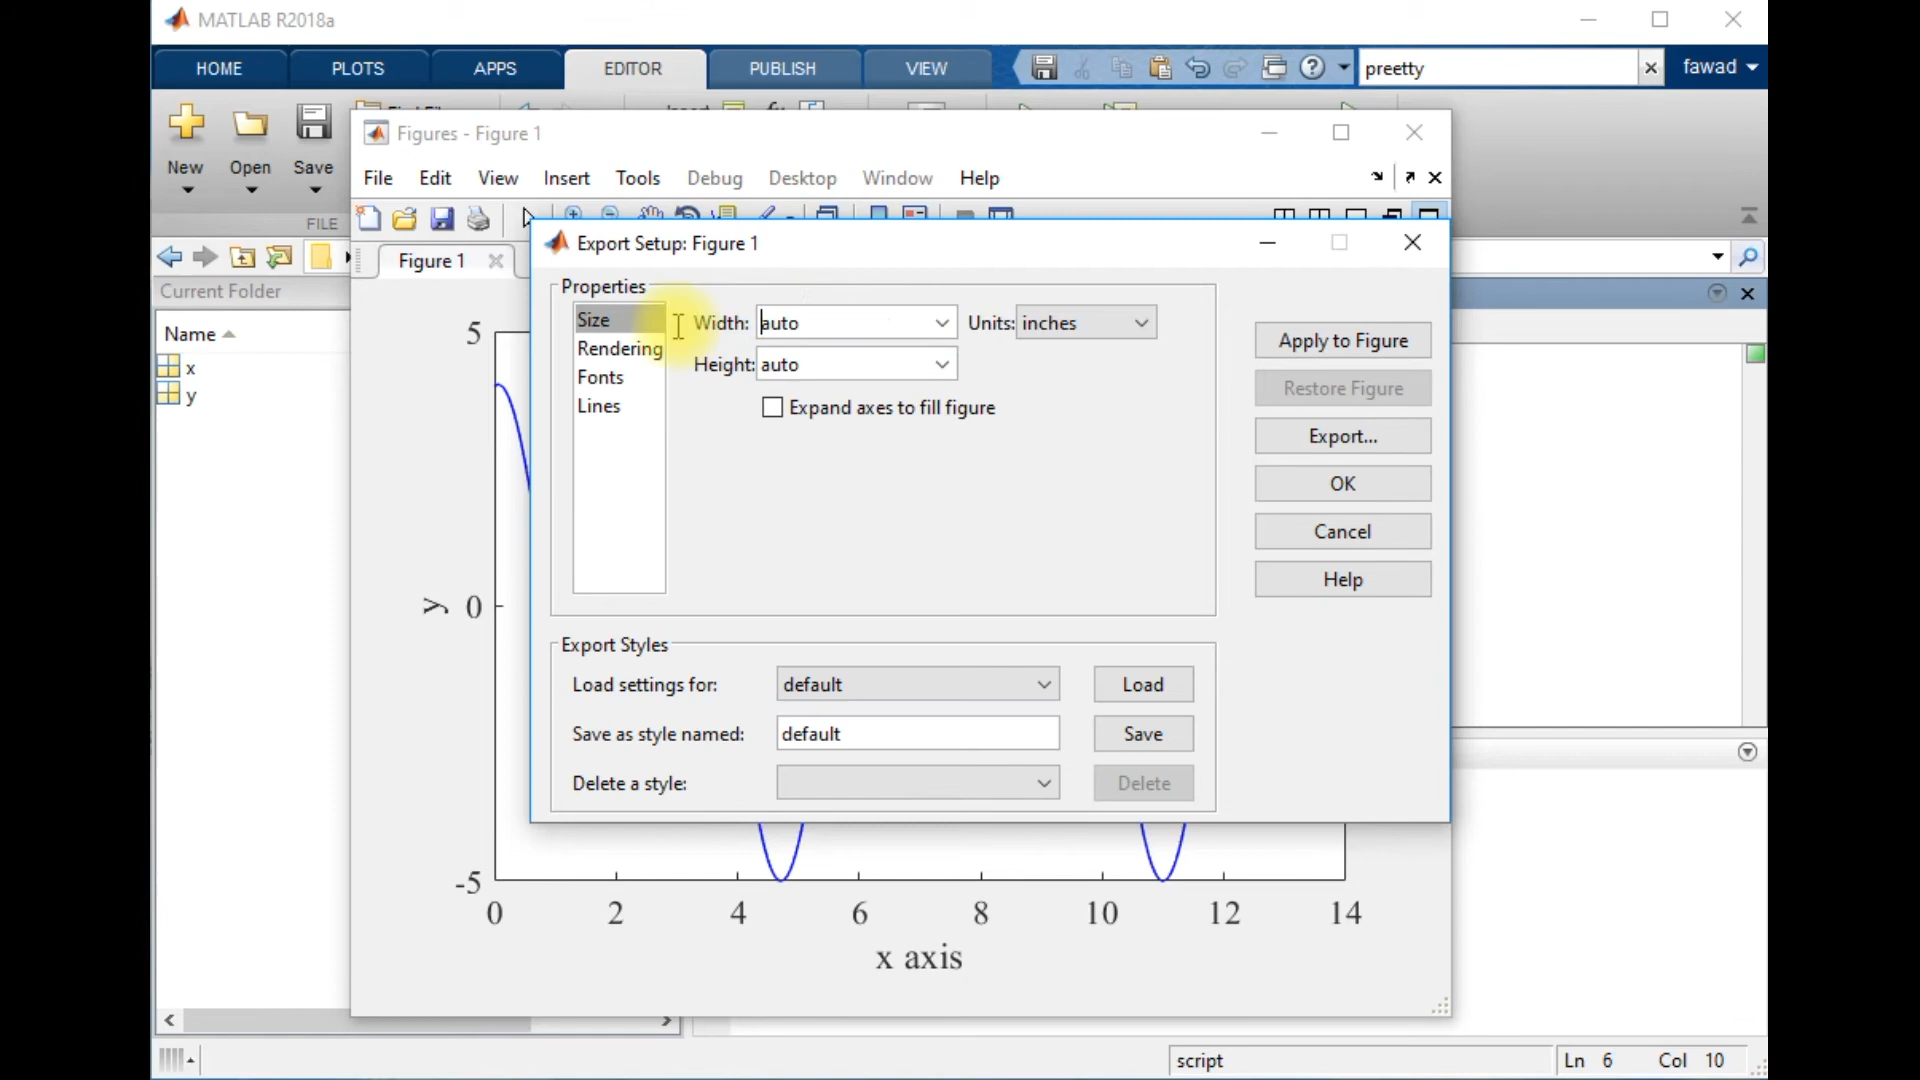 MATLAB R2018a
HOME
PLOTS
APPS
EDITOR
PUBLISH
VIEW
preetty
fawad
New
Open
Save
FILE
Figures - Figure 1
File
Edit
View
Insert
Tools
Debug
Desktop
Window
Help
Figure 1
Current Folder
Name
x
y
Export Setup: Figure 1
Properties
Size
Rendering
Fonts
Lines
Width:
auto
Units:
inches
Height:
auto
Expand axes to fill figure
Apply to Figure
Restore Figure
Export...
OK
Cancel
Help
Export Styles
Load settings for:
default
Load
Save as style named:
default
Save
Delete a style:
Delete
5
y
0
-5
0
2
4
6
8
10
12
14
x axis
script
Ln 6
Col 10